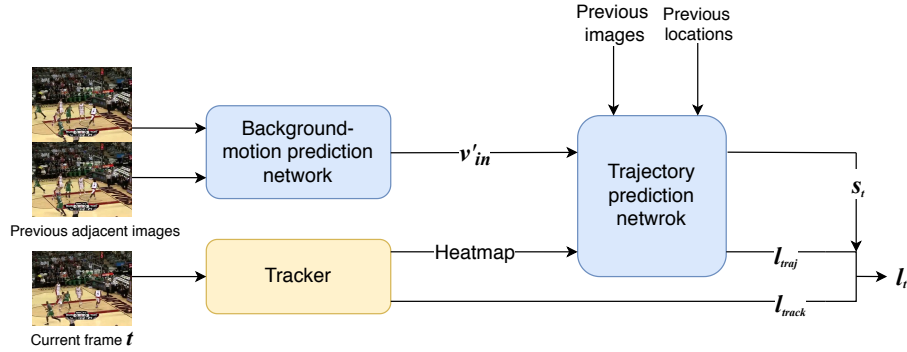 Previous
images
Previous
locations
Background-
motion prediction
network
v'in
Trajectory
prediction
netwrok
st
Previous adjacent images
Tracker
Heatmap
ltraj
lt
ltrack
Current frame t